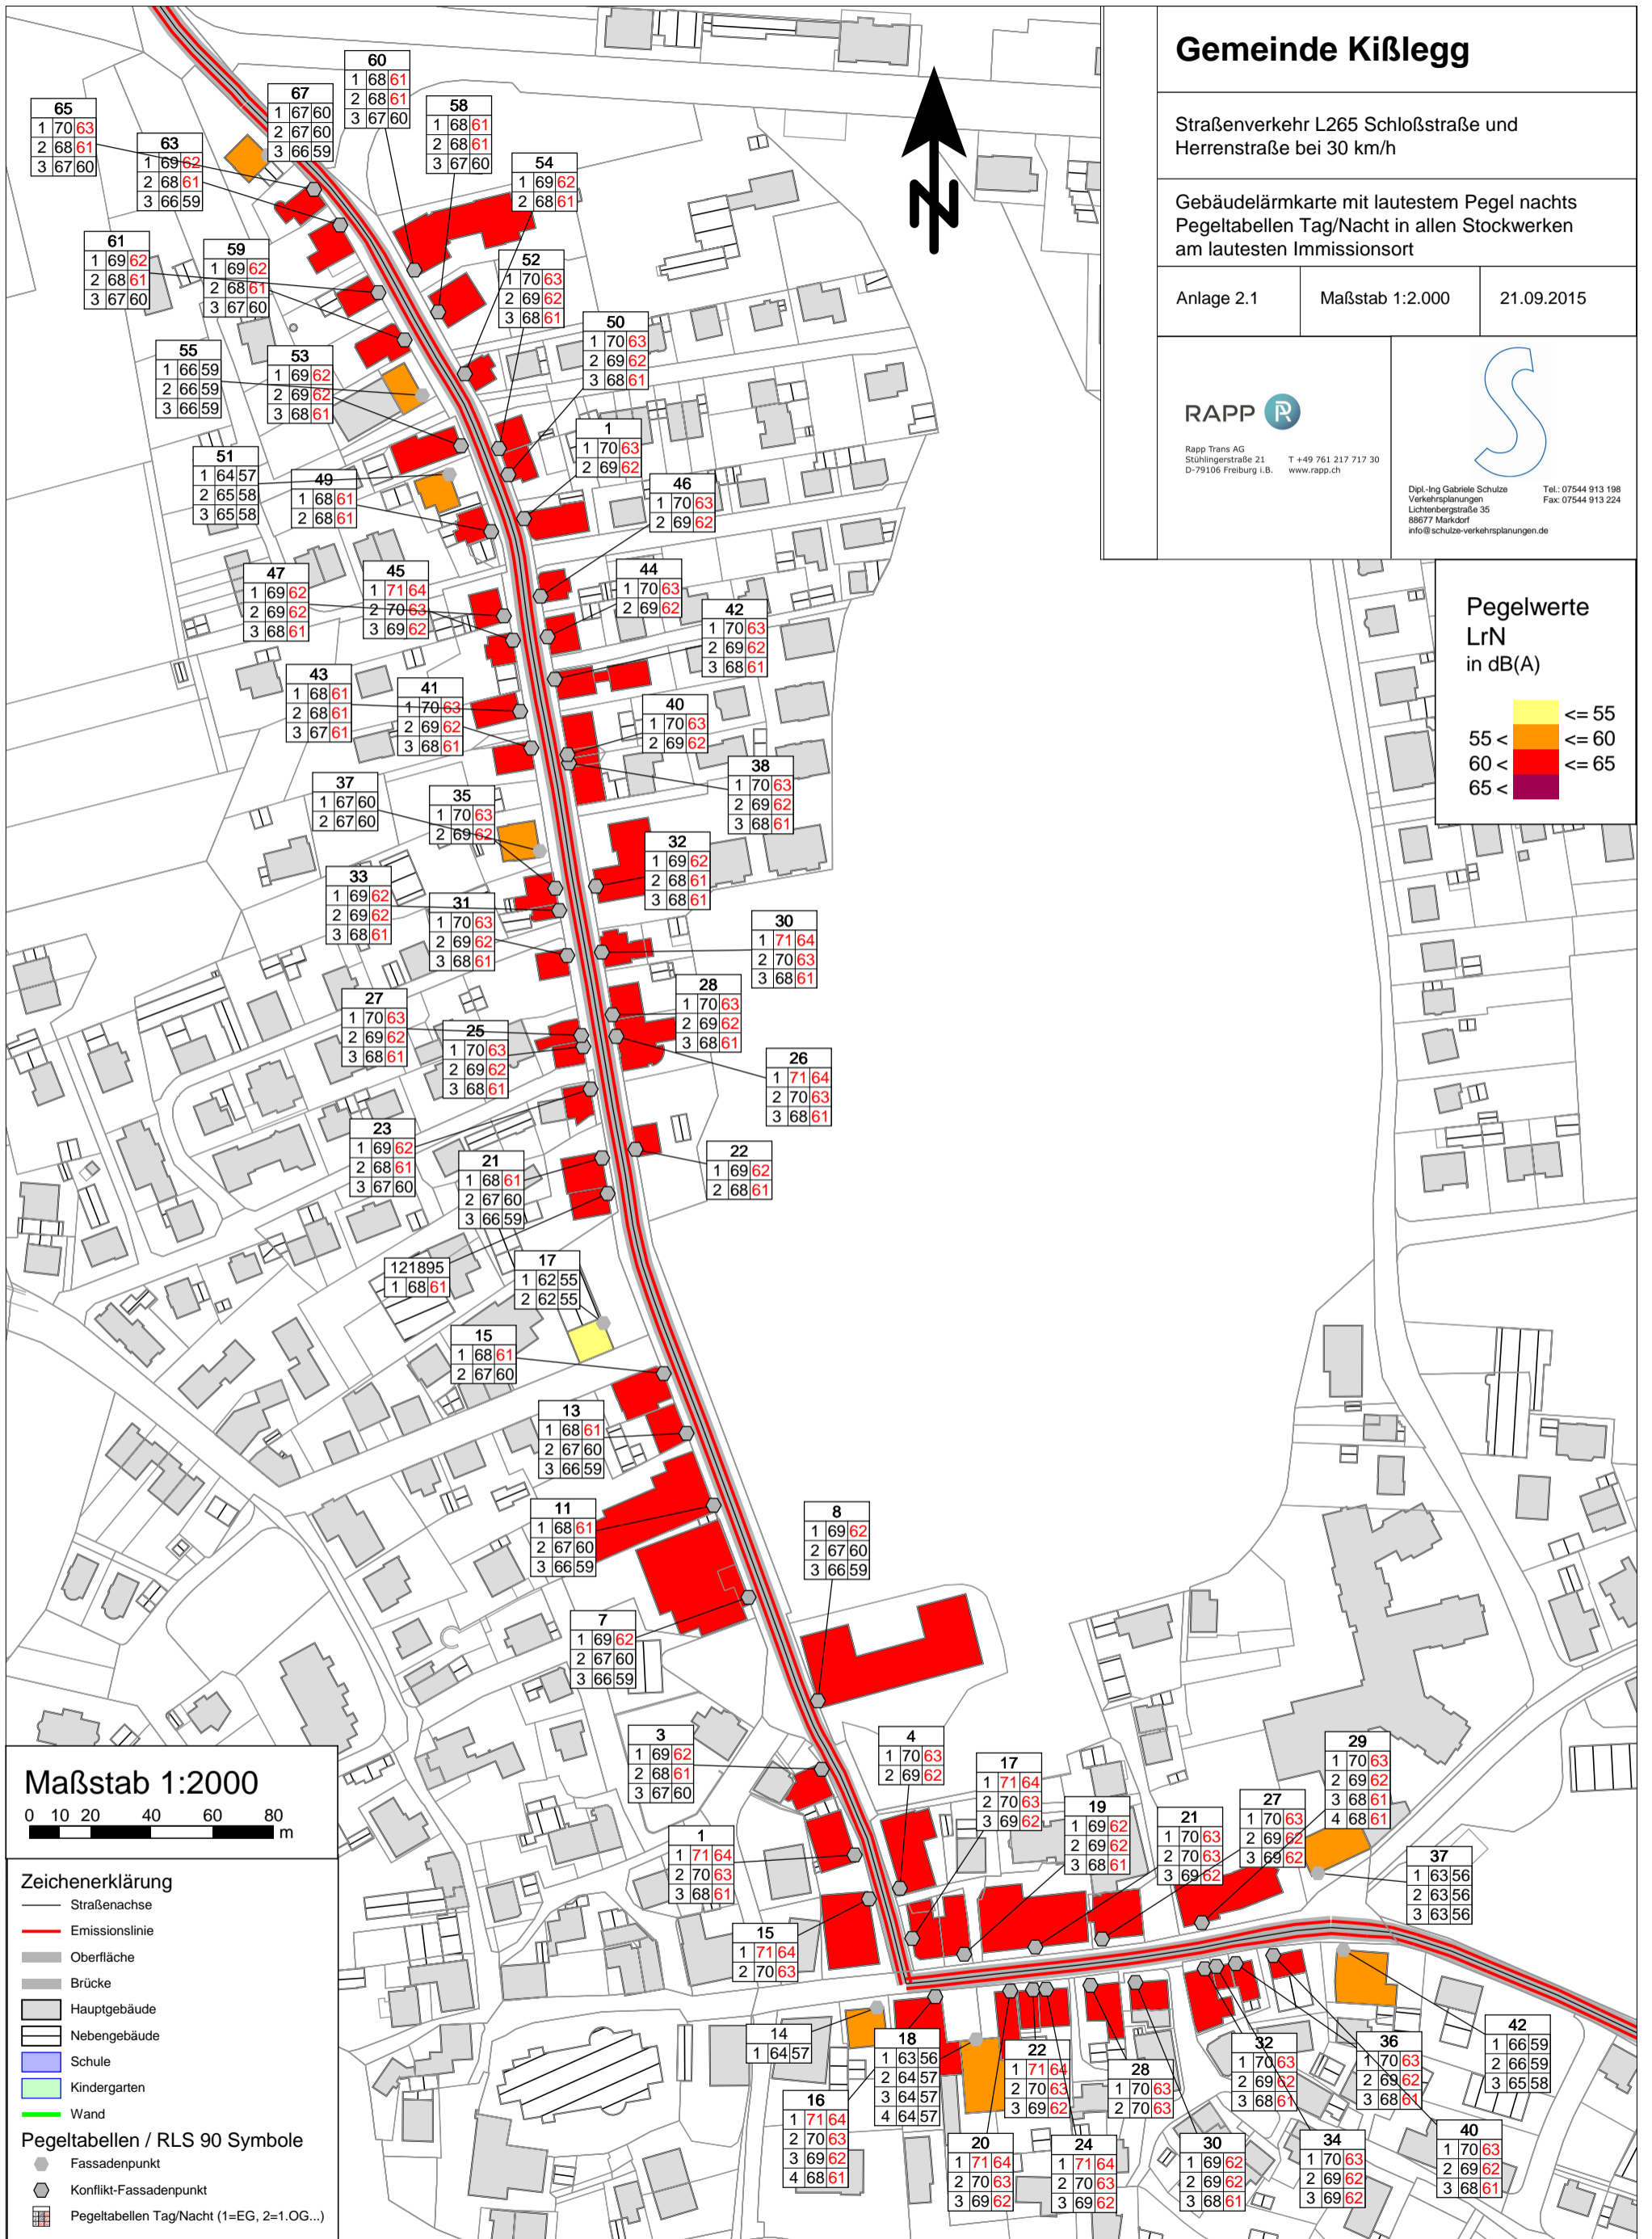 Gemeinde Kißlegg
Straßenverkehr L265 Schloßstraße und
Herrenstraße bei 30 km/h
Gebäudelärmkarte mit lautestem Pegel nachts
Pegeltabellen Tag/Nacht in allen Stockwerken
am lautesten Immissionsort
Anlage 2.1 Maßstab 1:2.000 21.09.2015
RAPP
Rapp Trans AG
Stühlingerstraße 21 T +49 761 217 717 30
D-79106 Freiburg i.B. www.rapp.ch
Dipl.-Ing Gabriele Schulze Tel.: 07544 913 198
Verkehrsplanungen Fax: 07544 913 224
Lichtenbergstraße 35
88677 Markdorf
info@schulze-verkehrsplanungen.de
Pegelwerte
LrN
in dB(A)
<= 55
55 < <= 60
60 < <= 65
65 <
N
60
1 68 61
2 68 61
3 67 60
67
1 67 60
2 67 60
3 66 59
65
1 70 63
2 68 61
3 67 60
58
1 68 61
2 68 61
3 67 60
63
1 69 62
2 68 61
3 66 59
54
1 69 62
2 68 61
61
1 69 62
2 68 61
3 67 60
59
1 69 62
2 68 61
3 67 60
52
1 70 63
2 69 62
3 68 61
50
1 70 63
2 69 62
3 68 61
55
1 66 59
2 66 59
3 66 59
53
1 69 62
2 69 62
3 68 61
1
1 70 63
2 69 62
51
1 64 57
2 65 58
3 65 58
49
1 68 61
2 68 61
46
1 70 63
2 69 62
47
1 69 62
2 69 62
3 68 61
45
1 71 64
2 70 63
3 69 62
44
1 70 63
2 69 62
42
1 70 63
2 69 62
3 68 61
43
1 68 61
2 68 61
3 67 61
41
1 70 63
2 69 62
3 68 61
40
1 70 63
2 69 62
38
1 70 63
2 69 62
3 68 61
37
1 67 60
2 67 60
35
1 70 63
2 69 62
32
1 69 62
2 68 61
3 68 61
33
1 69 62
2 69 62
3 68 61
31
1 70 63
2 69 62
3 68 61
30
1 71 64
2 70 63
3 68 61
28
1 70 63
2 69 62
3 68 61
27
1 70 63
2 69 62
3 68 61
25
1 70 63
2 69 62
3 68 61
26
1 71 64
2 70 63
3 68 61
23
1 69 62
2 68 61
3 67 60
22
1 69 62
2 68 61
21
1 68 61
2 67 60
3 66 59
121895
1 68 61
17
1 62 55
2 62 55
15
1 68 61
2 67 60
13
1 68 61
2 67 60
3 66 59
11
1 68 61
2 67 60
3 66 59
8
1 69 62
2 67 60
3 66 59
7
1 69 62
2 67 60
3 66 59
3
1 69 62
2 68 61
3 67 60
4
1 70 63
2 69 62
17
1 71 64
2 70 63
3 69 62
29
1 70 63
2 69 62
3 68 61
4 68 61
19
1 69 62
2 69 62
3 68 61
21
1 70 63
2 70 63
3 69 62
27
1 70 63
2 69 62
3 69 62
1
1 71 64
2 70 63
3 68 61
37
1 63 56
2 63 56
3 63 56
15
1 71 64
2 70 63
14
1 64 57
18
1 63 56
2 64 57
3 64 57
4 64 57
22
1 71 64
2 70 63
3 69 62
28
1 70 63
2 70 63
32
1 70 63
2 69 62
3 68 61
36
1 70 63
2 69 62
3 68 61
42
1 66 59
2 66 59
3 65 58
16
1 71 64
2 70 63
3 69 62
4 68 61
20
1 71 64
2 70 63
3 69 62
24
1 71 64
2 70 63
3 69 62
30
1 69 62
2 69 62
3 68 61
34
1 70 63
2 69 62
3 69 62
40
1 70 63
2 69 62
3 68 61
Maßstab 1:2000
0 10 20 40 60 80
m
Zeichenerklärung
Straßenachse
Emissionslinie
Oberfläche
Brücke
Hauptgebäude
Nebengebäude
Schule
Kindergarten
Wand
Pegeltabellen / RLS 90 Symbole
Fassadenpunkt
Konflikt-Fassadenpunkt
Pegeltabellen Tag/Nacht (1=EG, 2=1.OG...)